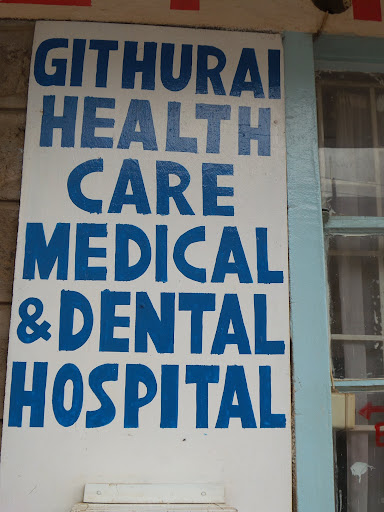 GITHURAI
HEALTH
CARE
MEDICAL
& DENTAL
HOSPITAL